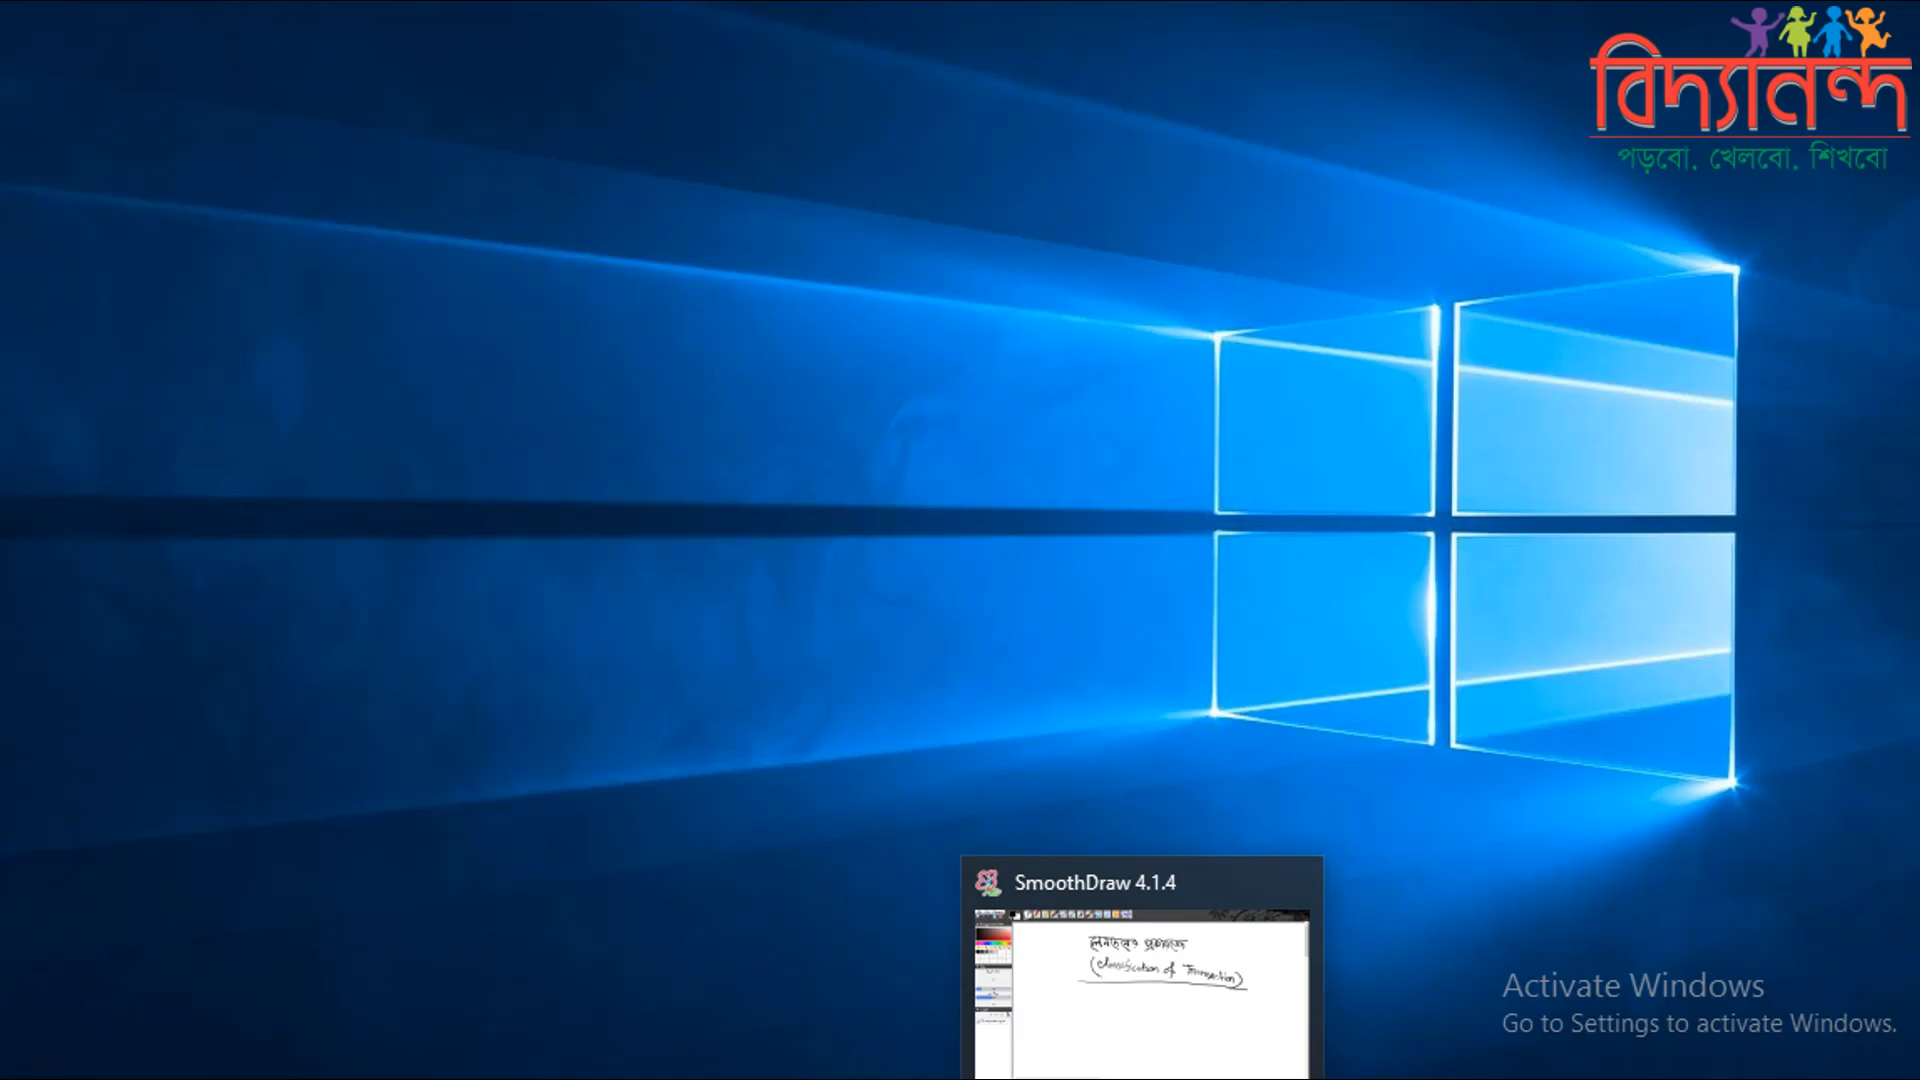 বিদ্যানন্দ
পড়বো. খেলবো. শিখবো
SmoothDraw 4.1.4
(Classification of Transaction)
Activate Windows
Go to Settings to activate Windows.